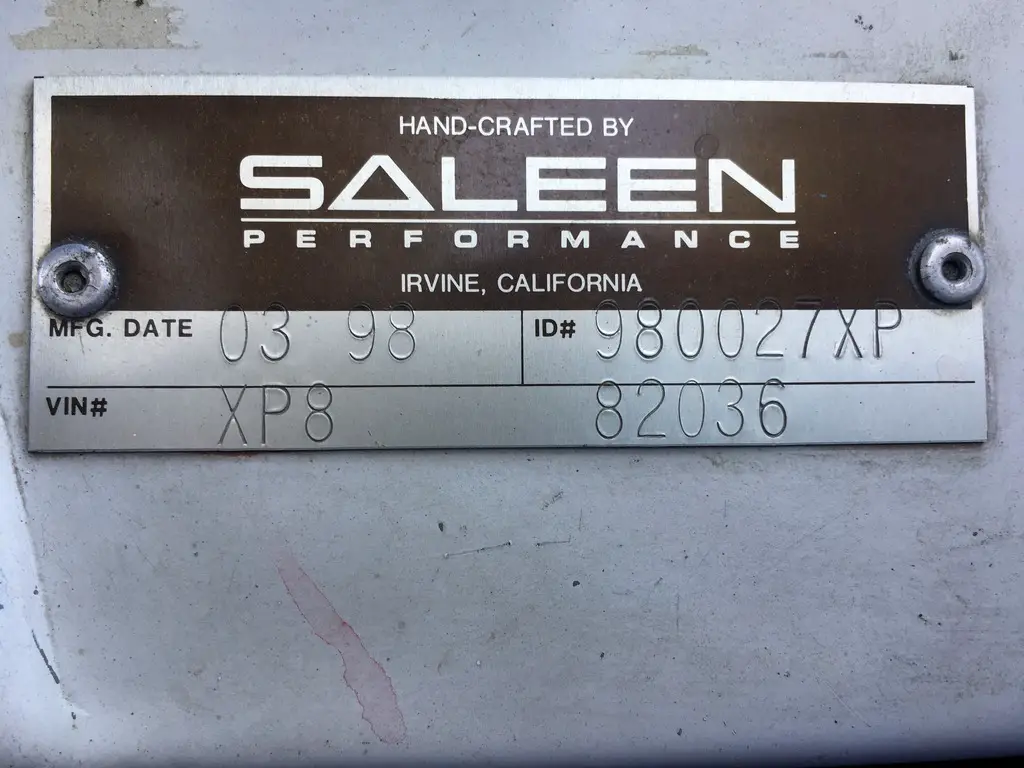 HAND-CRAFTED BY
SALEEN
PERFORMANCE
IRVINE, CALIFORNIA
MFG. DATE 03 98 ID# 980027XP
VIN# XP8 82036